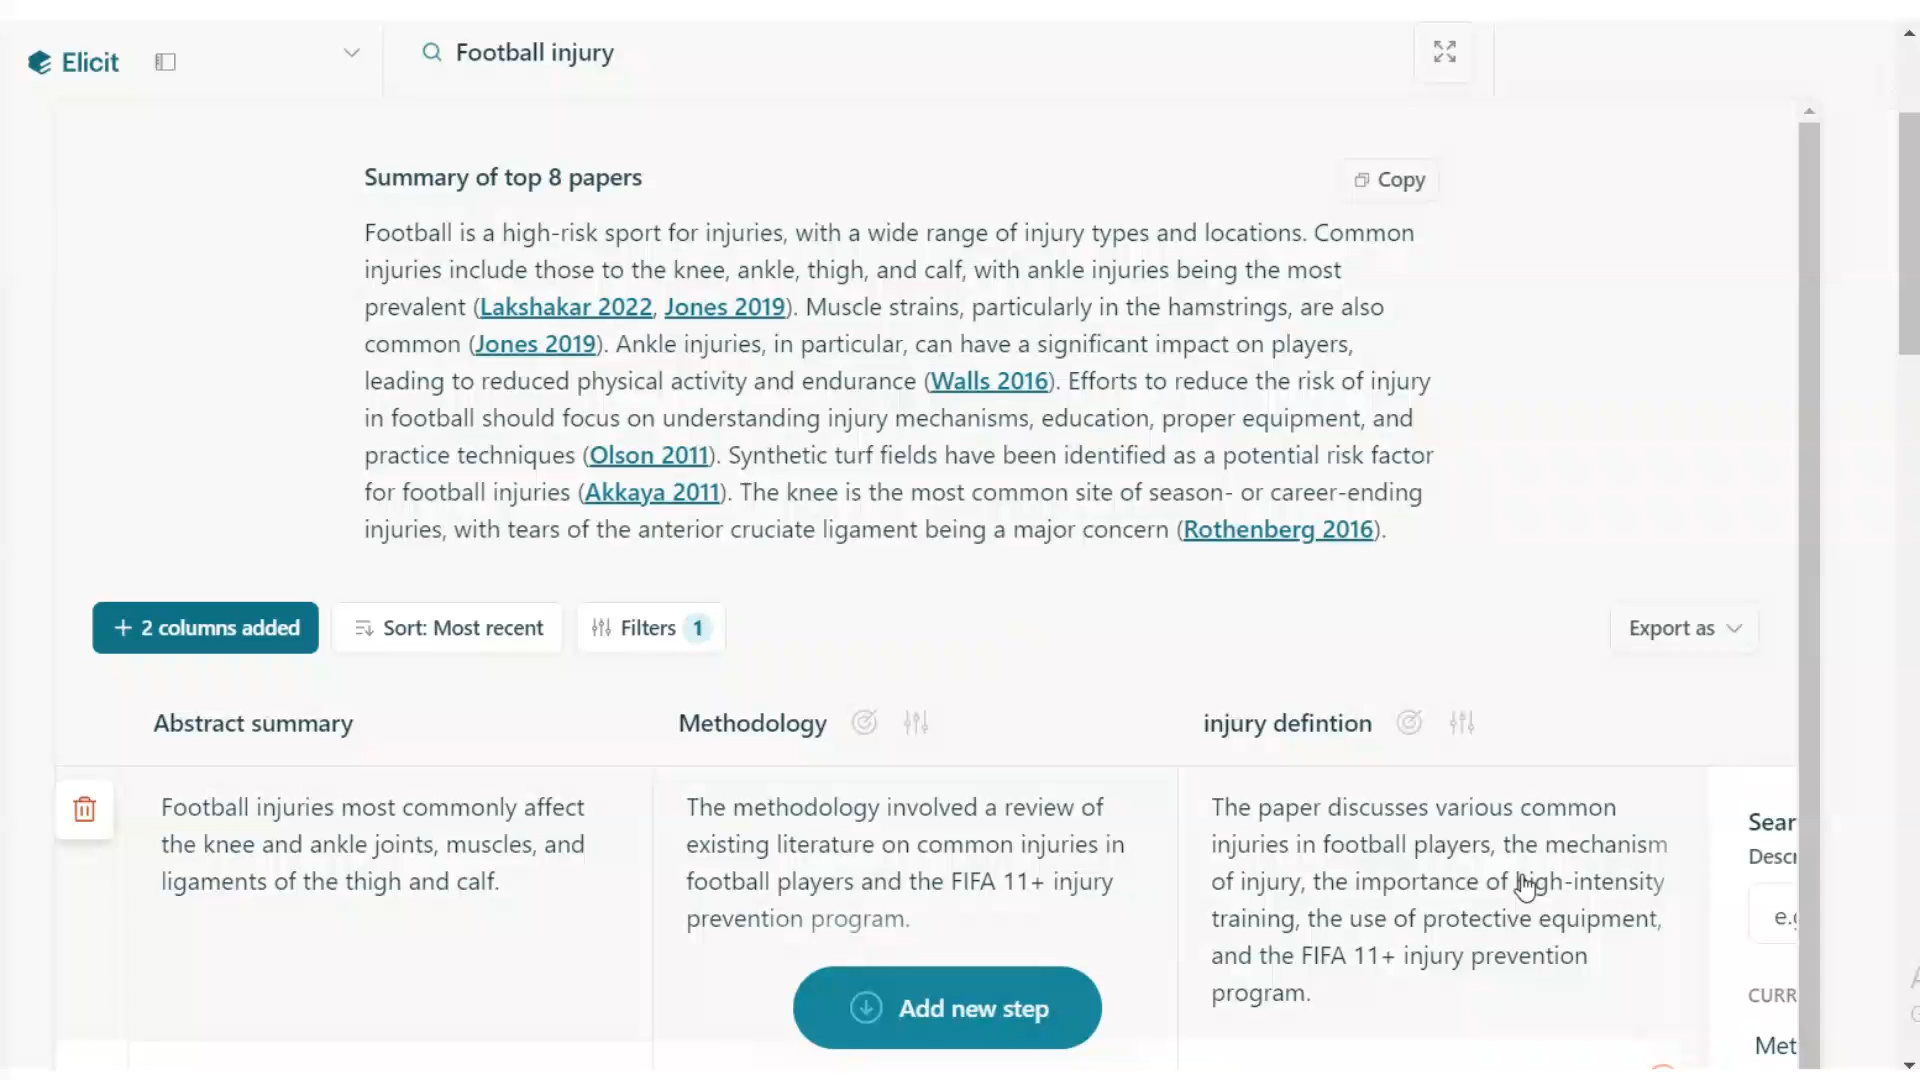 Elicit
Football injury
Summary of top 8 papers
Copy
Football is a high-risk sport for injuries, with a wide range of injury types and locations. Common
injuries include those to the knee, ankle, thigh, and calf, with ankle injuries being the most
prevalent (Lakshakar 2022, Jones 2019). Muscle strains, particularly in the hamstrings, are also
common (Jones 2019). Ankle injuries, in particular, can have a significant impact on players,
leading to reduced physical activity and endurance (Walls 2016). Efforts to reduce the risk of injury
in football should focus on understanding injury mechanisms, education, proper equipment, and
practice techniques (Olson 2011). Synthetic turf fields have been identified as a potential risk factor
for football injuries (Akkaya 2011). The knee is the most common site of season- or career-ending
injuries, with tears of the anterior cruciate ligament being a major concern (Rothenberg 2016).
+ 2 columns added
Sort: Most recent
Filters 1
Export as
Abstract summary
Methodology
injury defintion
Football injuries most commonly affect
the knee and ankle joints, muscles, and
ligaments of the thigh and calf.
The methodology involved a review of
existing literature on common injuries in
football players and the FIFA 11+ injury
prevention program.
The paper discusses various common
injuries in football players, the mechanism
of injury, the importance of high-intensity
training, the use of protective equipment,
and the FIFA 11+ injury prevention
program.
Sear
Descr
e.g
CURR
Met
Add new step